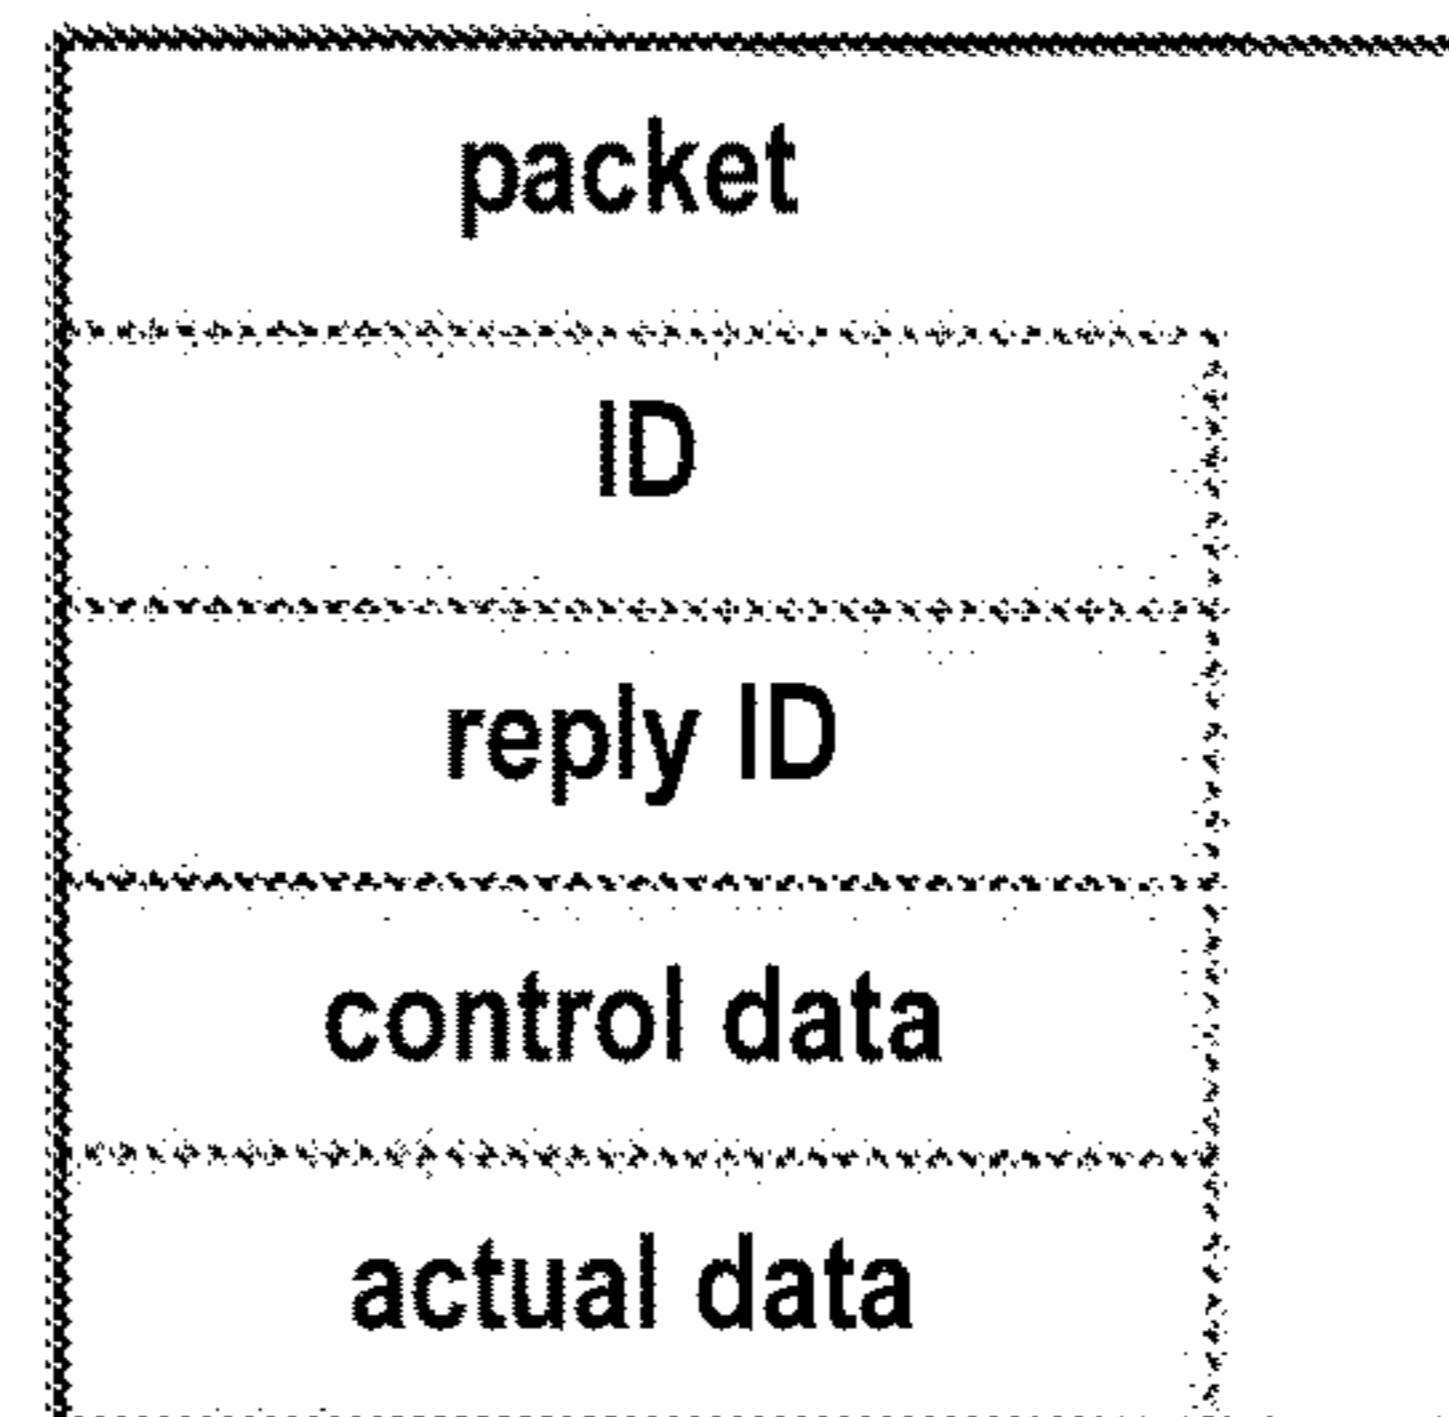 packet
ID
reply ID
control data
actual data